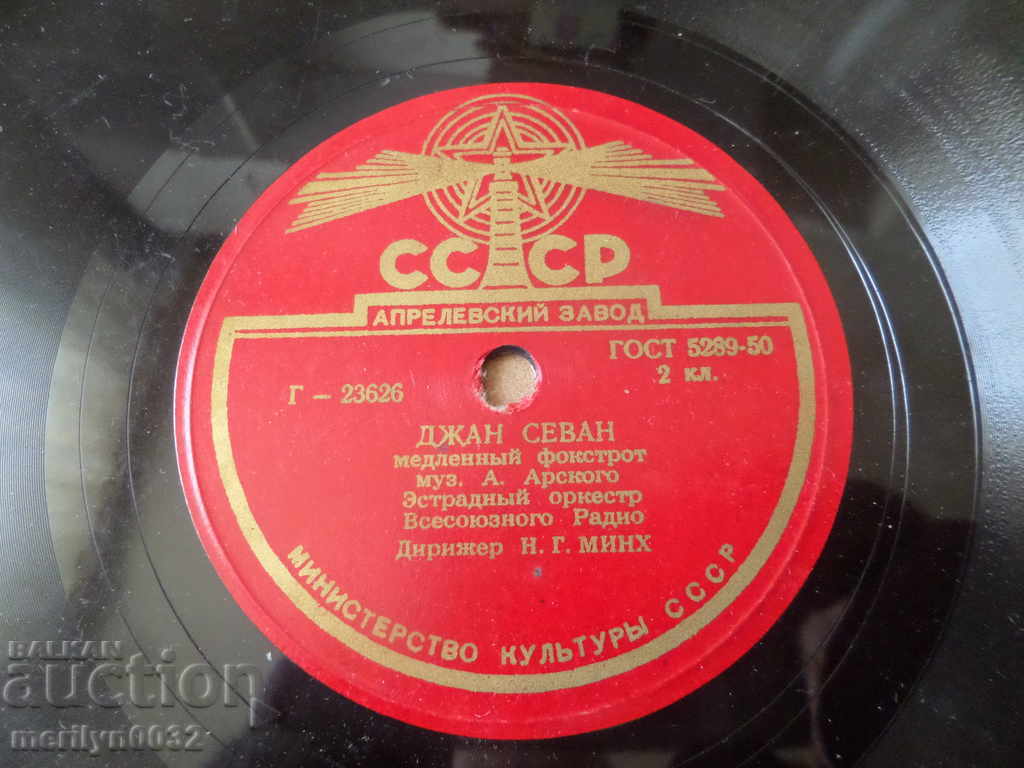 СССР
АПРЕЛЕВСКИЙ ЗАВОД
ГОСТ 5289-50
2 кл.
Г – 23626
ДЖАН СЕВАН
медленный фокстрот
муз. А. Арского
Эстрадный оркестр
Всесоюзного Радио
Дирижер Н. Г. МИНХ
МИНИСТЕРСТВО КУЛЬТУРЫ СССР
BALKAN
auction
merilyn0032